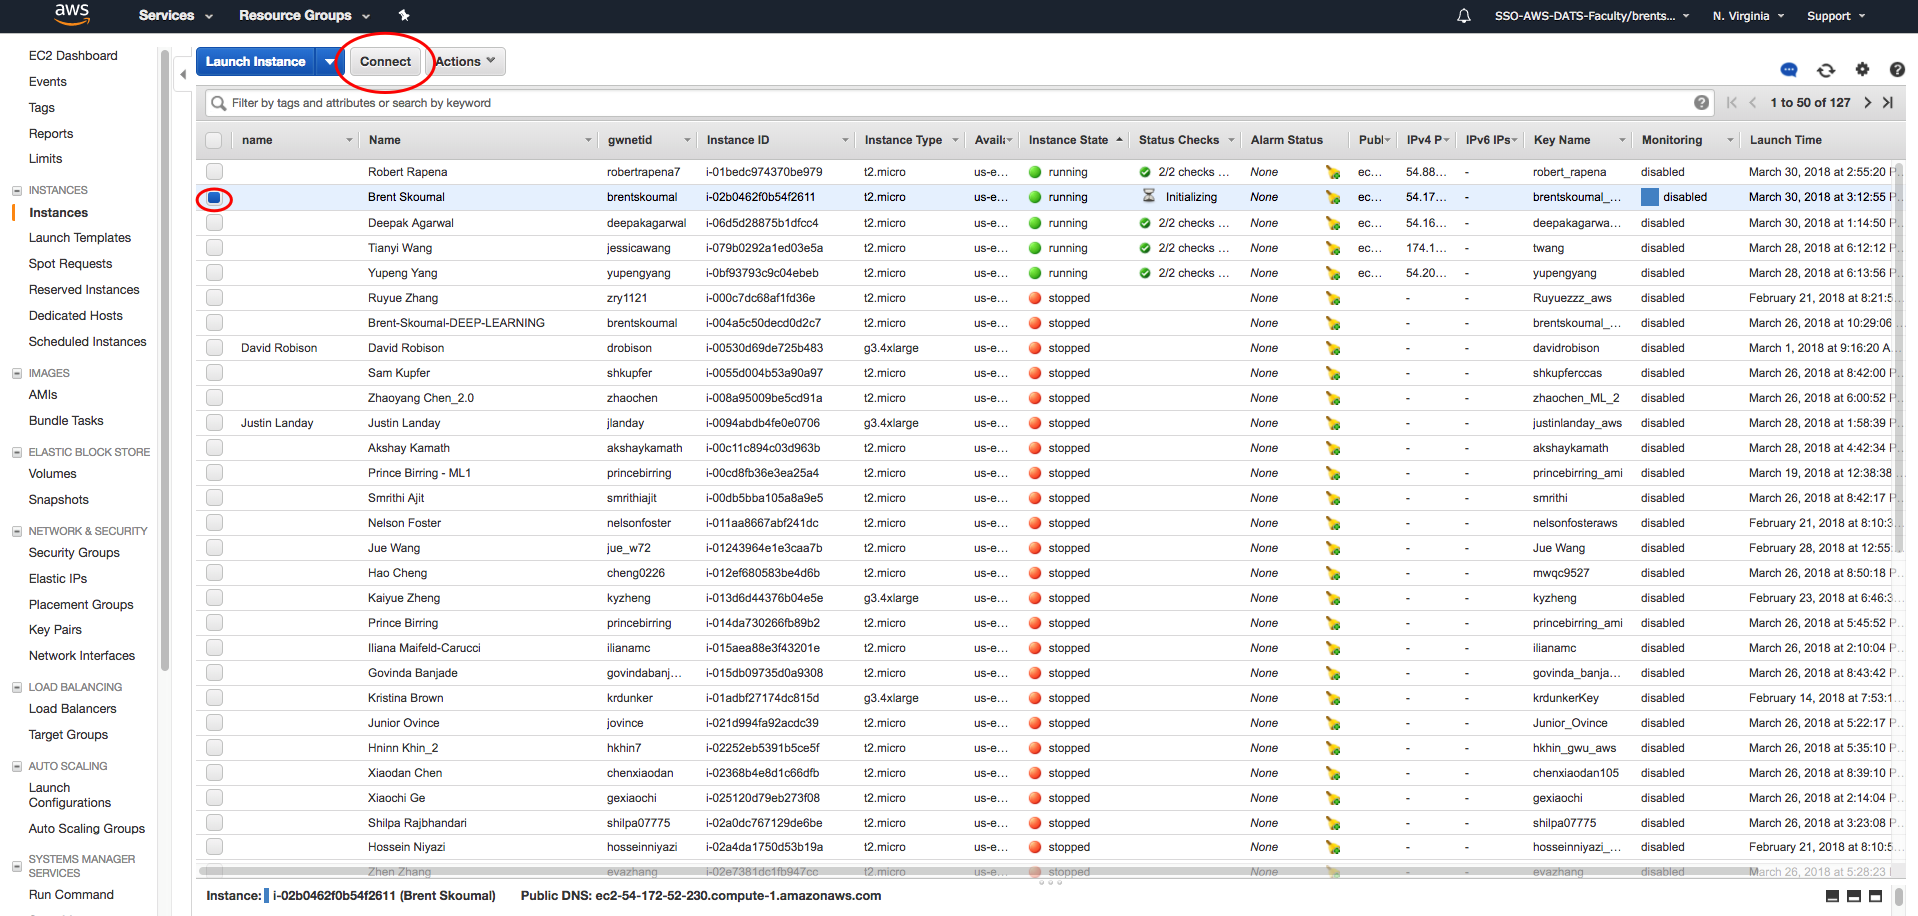 aws Services Resource Groups SSO-AWS-DATS-Faculty/brents... N. Virginia Support
EC2 Dashboard
Events
Tags
Reports
Limits
INSTANCES
Instances
Launch Templates
Spot Requests
Reserved Instances
Dedicated Hosts
Scheduled Instances
IMAGES
AMIs
Bundle Tasks
ELASTIC BLOCK STORE
Volumes
Snapshots
NETWORK & SECURITY
Security Groups
Elastic IPs
Placement Groups
Key Pairs
Network Interfaces
LOAD BALANCING
Load Balancers
Target Groups
AUTO SCALING
Launch
Configurations
Auto Scaling Groups
SYSTEMS MANAGER
SERVICES
Run Command
Launch Instance Connect Actions
Filter by tags and attributes or search by keyword 1 to 50 of 127
name Name gwnetid Instance ID Instance Type Instance State Status Checks Alarm Status Publ IPv4 P IPv6 IPs Key Name Monitoring Launch Time
Robert Rapena robertrapena7 i-01bedc974370be979 t2.micro us-e... running 2/2 checks ... None ec... 54.88... - robert_rapena disabled March 30, 2018 at 2:55:20 P...
Brent Skoumal brentskoumal i-02b0462f0b54f2611 t2.micro us-e... running Initializing None ec... 54.17... - brentskoumal_... disabled March 30, 2018 at 3:12:55 P...
Deepak Agarwal deepakagarwal i-06d5d28875b1dfcc4 t2.micro us-e... running 2/2 checks ... None ec... 54.16... - deepakagarwa... disabled March 30, 2018 at 1:14:50 P...
Tianyi Wang jessicawang i-079b0292a1ed03e5a t2.micro us-e... running 2/2 checks ... None ec... 174.1... - twang disabled March 28, 2018 at 6:12:12 P...
Yupeng Yang yupengyang i-0bf93793c9c04ebeb t2.micro us-e... running 2/2 checks ... None ec... 54.20... - yupengyang disabled March 28, 2018 at 6:13:56 P...
Ruyue Zhang zry1121 i-000c7dc68af1fd36e t2.micro us-e... stopped None - - Ruyuezzz_aws disabled February 21, 2018 at 8:21:5...
Brent-Skoumal-DEEP-LEARNING brentskoumal i-004a5c50decd0d2c7 t2.micro us-e... stopped None - - brentskoumal_... disabled March 26, 2018 at 10:29:06 ...
David Robison David Robison drobison i-00530d69de725b483 g3.4xlarge us-e... stopped None - - davidrobison disabled March 1, 2018 at 9:16:20 A...
Sam Kupfer shkupfer i-0055d004b53a90a97 t2.micro us-e... stopped None - - shkupferccas disabled March 26, 2018 at 8:42:00 P...
Zhaoyang Chen_2.0 zhaochen i-008a95009be5cd91a t2.micro us-e... stopped None - - zhaochen_ML_2 disabled March 26, 2018 at 6:00:52 P...
Justin Landay Justin Landay jlanday i-0094abdb4fe0e0706 g3.4xlarge us-e... stopped None - - justinlanday_aws disabled March 28, 2018 at 1:58:39 P...
Akshay Kamath akshaykamath i-00c11c894c03d963b t2.micro us-e... stopped None - - akshaykamath disabled March 28, 2018 at 4:42:34 P...
Prince Birring - ML1 princebirring i-00cd8fb36e3ea25a4 t2.micro us-e... stopped None - - princebirring_ami disabled March 19, 2018 at 12:38:38 ...
Smrithi Ajit smrithiajit i-00db5bba105a8a9e5 t2.micro us-e... stopped None - - smrithi disabled March 26, 2018 at 8:42:17 P...
Nelson Foster nelsonfoster i-011aa8667abf241dc t2.micro us-e... stopped None - - nelsonfosteraws disabled February 21, 2018 at 8:10:3...
Jue Wang jue_w72 i-01243964e1e3caa7b t2.micro us-e... stopped None - - Jue Wang disabled February 28, 2018 at 12:55:...
Hao Cheng cheng0226 i-012ef680583be4d6b t2.micro us-e... stopped None - - mwqc9527 disabled March 26, 2018 at 8:50:18 P...
Kaiyue Zheng kyzheng i-013d6d44376b04e5e g3.4xlarge us-e... stopped None - - kyzheng disabled February 23, 2018 at 6:46:3...
Prince Birring princebirring i-014da730266fb89b2 t2.micro us-e... stopped None - - princebirring_ami disabled March 26, 2018 at 5:45:52 P...
Iliana Maifeld-Carucci ilianamc i-015aea88e3f43201e t2.micro us-e... stopped None - - ilianamc disabled March 26, 2018 at 2:10:04 P...
Govinda Banjade govindabanj... i-015db09735d0a9308 t2.micro us-e... stopped None - - govinda_banja... disabled March 26, 2018 at 8:43:42 P...
Kristina Brown krdunker i-01adbf27174dc815d g3.4xlarge us-e... stopped None - - krdunkerKey disabled February 14, 2018 at 7:53:1...
Junior Ovince jovince i-021d994fa92acdc39 t2.micro us-e... stopped None - - Junior_Ovince disabled March 26, 2018 at 5:22:17 P...
Hninn Khin_2 hkhin7 i-02252eb5391b5ce5f t2.micro us-e... stopped None - - hkhin_gwu_aws disabled March 26, 2018 at 5:35:10 P...
Xiaodan Chen chenxiaodan i-02368b4e8d1c66dfb t2.micro us-e... stopped None - - chenxiaodan105 disabled March 26, 2018 at 8:39:10 P...
Xiaochi Ge gexiaochi i-025120d79eb273f08 t2.micro us-e... stopped None - - gexiaochi disabled March 26, 2018 at 2:14:04 P...
Shilpa Rajbhandari shilpa07775 i-02a0dc767129de6be t2.micro us-e... stopped None - - shilpa07775 disabled March 26, 2018 at 3:23:08 P...
Hossein Niyazi hosseinniyazi i-02a4da1750d53b19a t2.micro us-e... stopped None - - hosseinniyazi_... disabled February 21, 2018 at 8:10:5...
Zhen Zhang evazhang i-02e7381dc1fb947cc t2.micro us-e... stopped None - - evazhang disabled March 26, 2018 at 5:28:23 P...
Instance: i-02b0462f0b54f2611 (Brent Skoumal) Public DNS: ec2-54-172-52-230.compute-1.amazonaws.com